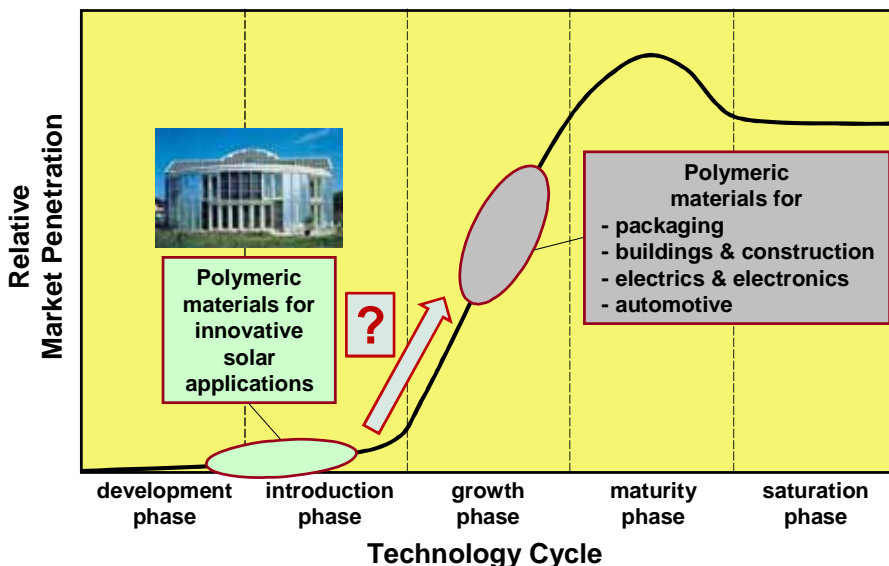 Relative
Market Penetration
Polymeric
materials for
innovative
solar
applications
?
Polymeric
materials for
- packaging
- buildings & construction
- electrics & electronics
- automotive
development
phase
introduction
phase
growth
phase
maturity
phase
saturation
phase
Technology Cycle